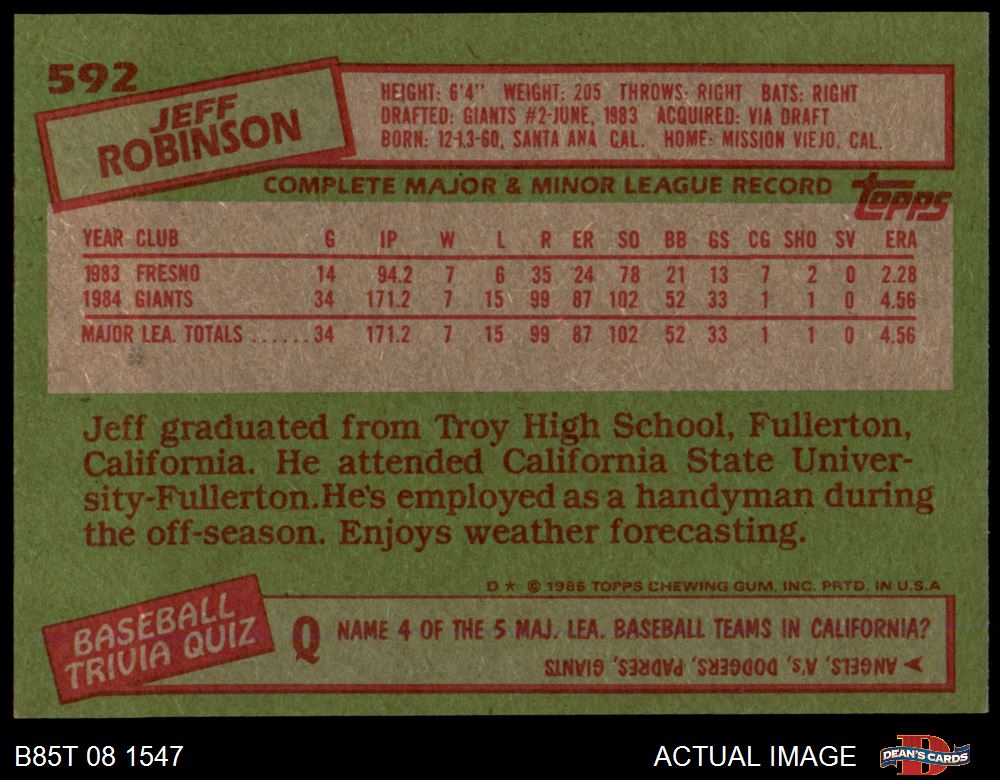 592
JEFF
ROBINSON
HEIGHT: 6'4" WEIGHT: 205 THROWS: RIGHT BATS: RIGHT
DRAFTED: GIANTS #2-JUNE, 1983 ACQUIRED: VIA DRAFT
BORN: 12-13-60, SANTA ANA CAL. HOME: MISSION VIEJO, CAL.
COMPLETE MAJOR & MINOR LEAGUE RECORD
topps
YEAR CLUB G IP W L R ER SO BB GS CG SHO SV ERA
1983 FRESNO 14 94.2 7 6 35 24 78 21 13 7 2 0 2.28
1984 GIANTS 34 171.2 7 15 99 87 102 52 33 1 1 0 4.56
MAJOR LEA. TOTALS ......34 171.2 7 15 99 87 102 52 33 1 1 0 4.56
Jeff graduated from Troy High School, Fullerton,
California. He attended California State Univer-
sity-Fullerton.He's employed as a handyman during
the off-season. Enjoys weather forecasting.
D * © 1985 TOPPS CHEWING GUM, INC. PRTD. IN U.S.A
BASEBALL
TRIVIA QUIZ
Q NAME 4 OF THE 5 MAJ. LEA. BASEBALL TEAMS IN CALIFORNIA?
ANGELS, A's, DODGERS, PADRES, GIANTS
B85T 08 1547
ACTUAL IMAGE
DEAN'S CARDS